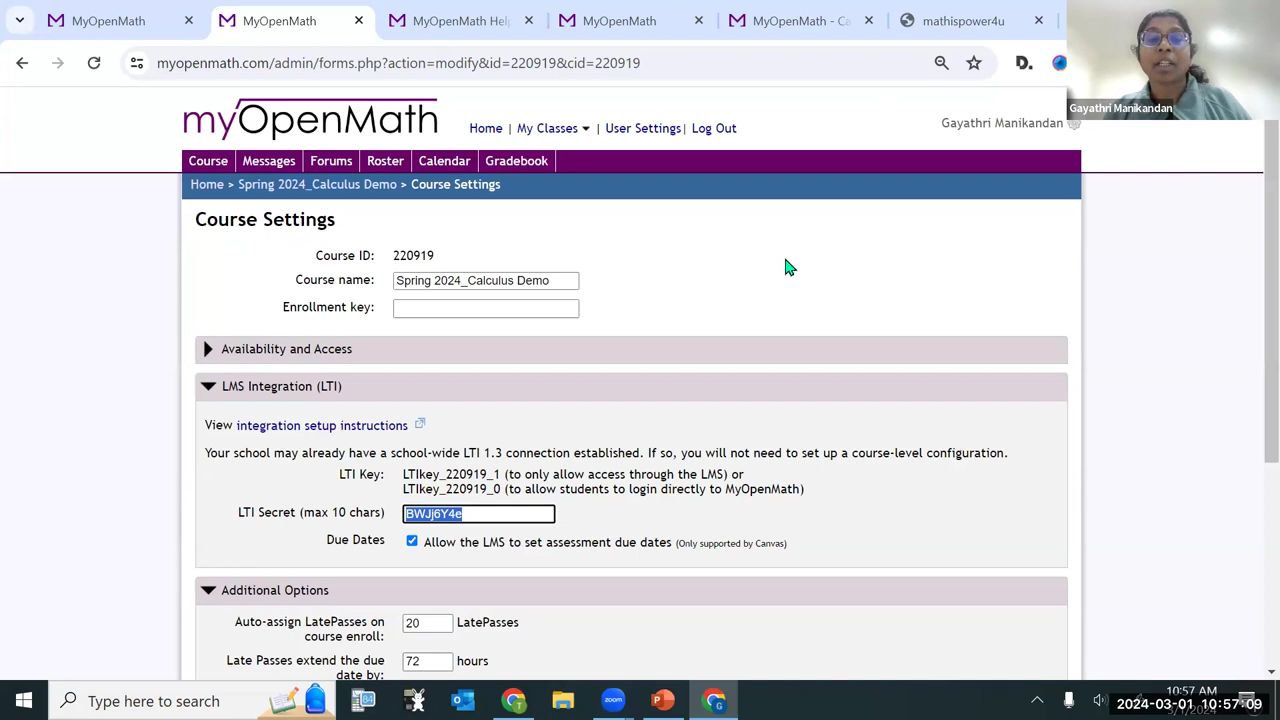 MyOpenMath
MyOpenMath
MyOpenMath Hel
MyOpenMath
MyOpenMath - Ca
mathispower4u
myopenmath.com/admin/forms.php?action=modify&id=220919&cid=220919
D.
Gayathri Manikandan
myOpenMath
Home | My Classes | User Settings | Log Out
Gayathri Manikandan
Course Messages Forums Roster Calendar Gradebook
Home > Spring 2024_Calculus Demo > Course Settings
Course Settings
Course ID: 220919
Course name: Spring 2024_Calculus Demo
Enrollment key:
Availability and Access
LMS Integration (LTI)
View integration setup instructions
Your school may already have a school-wide LTI 1.3 connection established. If so, you will not need to set up a course-level configuration.
LTI Key: LTIkey_220919_1 (to only allow access through the LMS) or
LTIkey_220919_0 (to allow students to login directly to MyOpenMath)
LTI Secret (max 10 chars) BWJj6Y4e
Due Dates Allow the LMS to set assessment due dates (Only supported by Canvas)
Additional Options
Auto-assign LatePasses on
course enroll: 20 LatePasses
Late Passes extend the due
date by: 72 hours
Type here to search
10:57 AM
2024-03-01 10:57:09